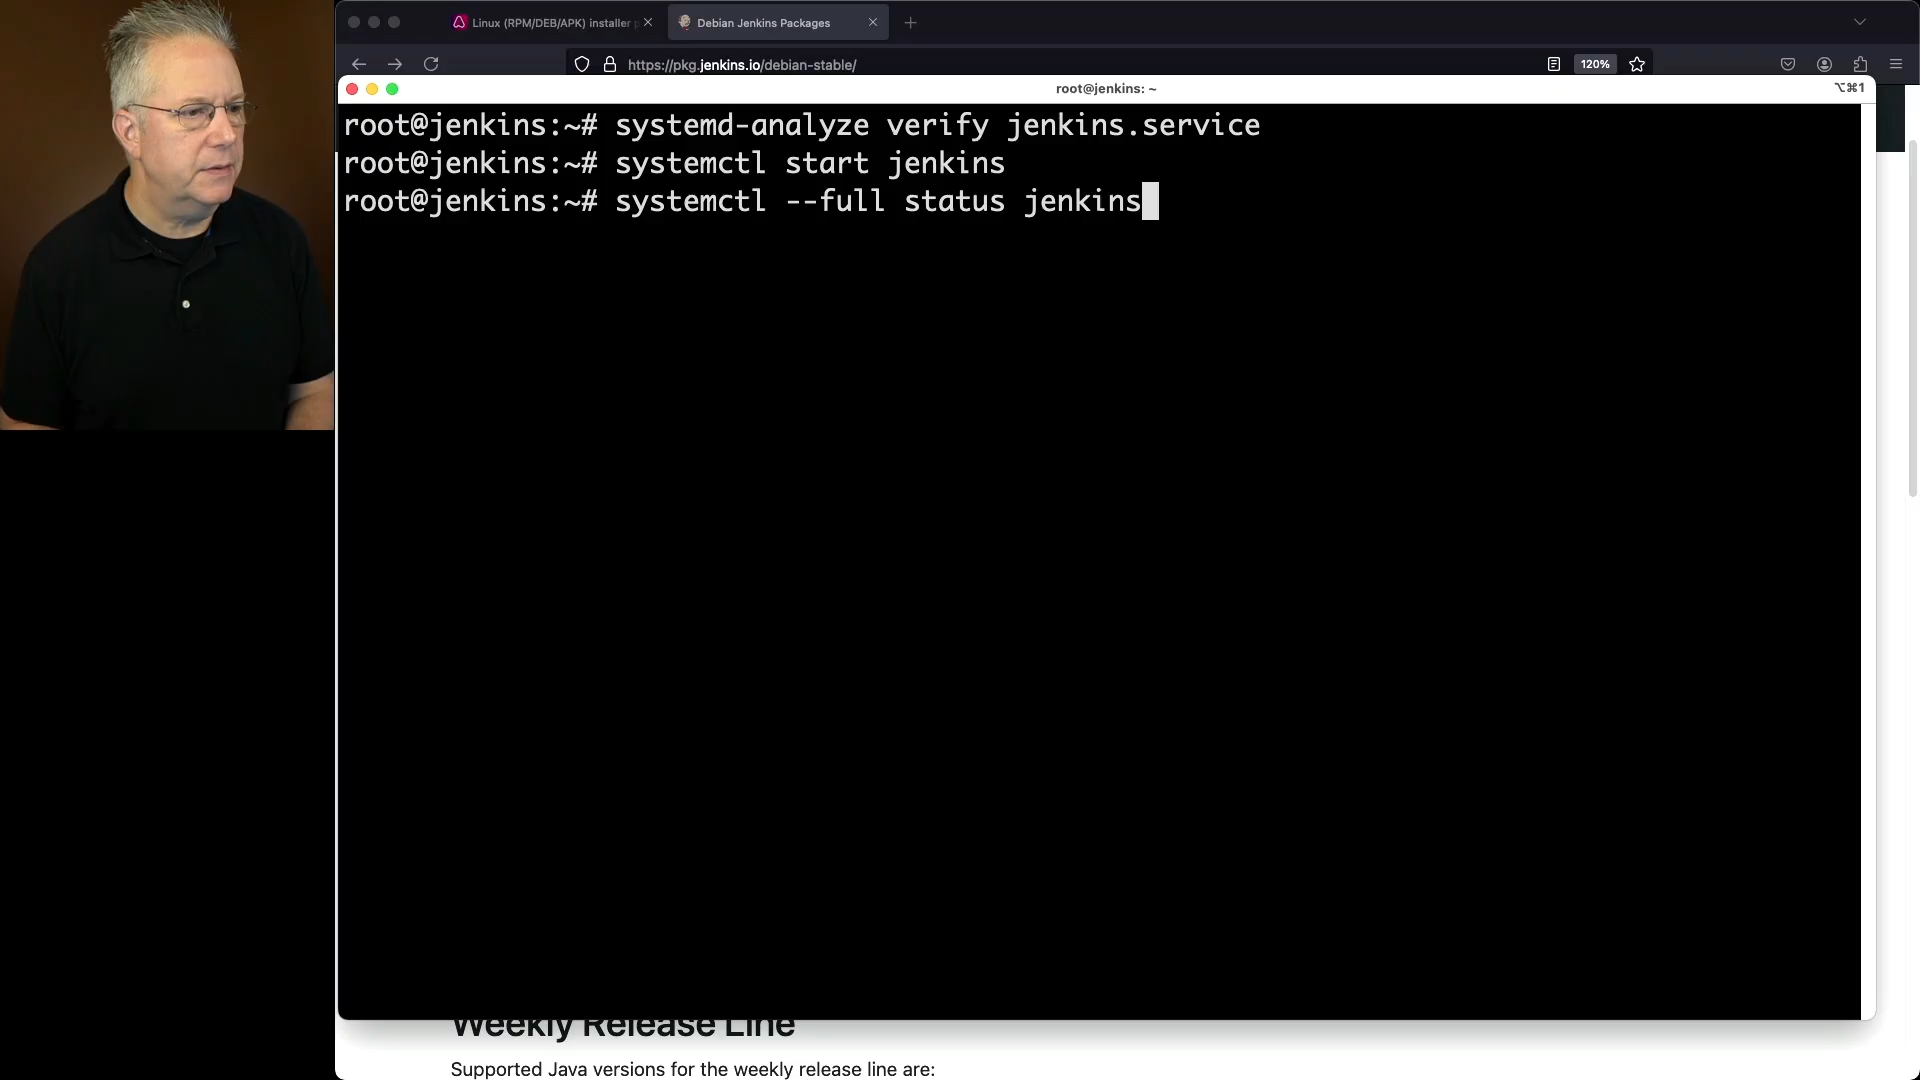 Linux (RPM/DEB/APK) installer
Debian Jenkins Packages
https://pkg.jenkins.io/debian-stable/
120%
root@jenkins: ~
⌥⌘1
root@jenkins:~# systemd-analyze verify jenkins.service
root@jenkins:~# systemctl start jenkins
root@jenkins:~# systemctl --full status jenkins
Weekly Release Line
Supported Java versions for the weekly release line are: